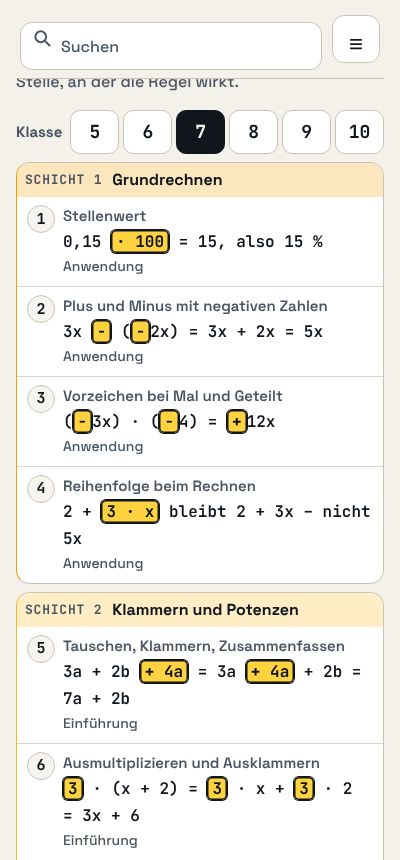 Suchen
≡
Stelle, an der die Regel wirkt.
Klasse 5 6 7 8 9 10
SCHICHT 1 Grundrechnen
1 Stellenwert
0,15 · 100 = 15, also 15 %
Anwendung
2 Plus und Minus mit negativen Zahlen
3x - (-2x) = 3x + 2x = 5x
Anwendung
3 Vorzeichen bei Mal und Geteilt
(-3x) · (-4) = +12x
Anwendung
4 Reihenfolge beim Rechnen
2 + 3 · x bleibt 2 + 3x – nicht
5x
Anwendung
SCHICHT 2 Klammern und Potenzen
5 Tauschen, Klammern, Zusammenfassen
3a + 2b + 4a = 3a + 4a + 2b =
7a + 2b
Einführung
6 Ausmultiplizieren und Ausklammern
3 · (x + 2) = 3 · x + 3 · 2
= 3x + 6
Einführung